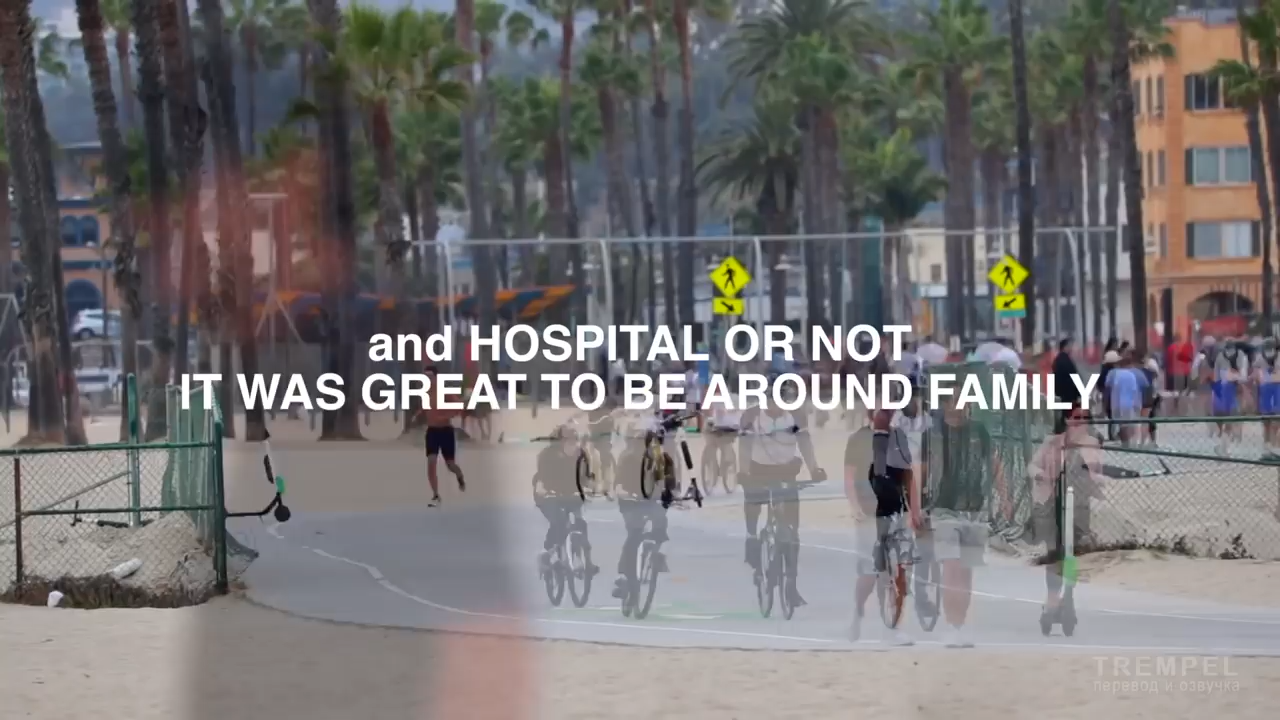 and HOSPITAL OR NOT
IT WAS GREAT TO BE AROUND FAMILY
TREMPEL
перевод и озвучка